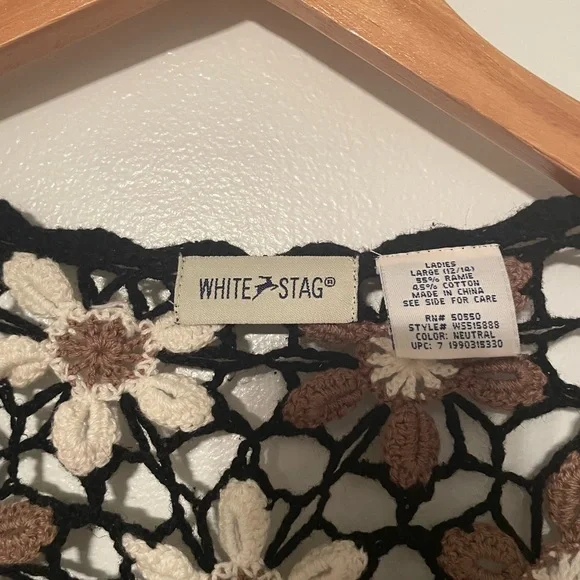 WHITE STAG®
LADIES
LARGE (12/14)
55% RAMIE
45% COTTON
MADE IN CHINA
SEE SIDE FOR CARE
RN# 50550
STYLE# WS515888
COLOR: NEUTRAL
UPC: 7 1990315330